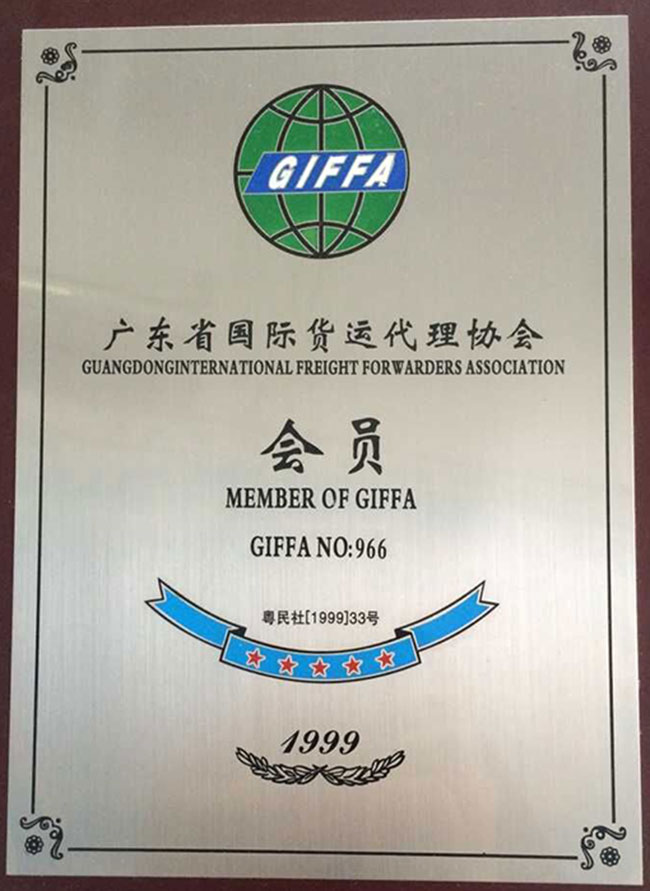 GIFFA
广东省国际货运代理协会
GUANGDONGINTERNATIONAL FREIGHT FORWARDERS ASSOCIATION
会员
MEMBER OF GIFFA
GIFFA NO:966
粤民社[1999]33号
1999